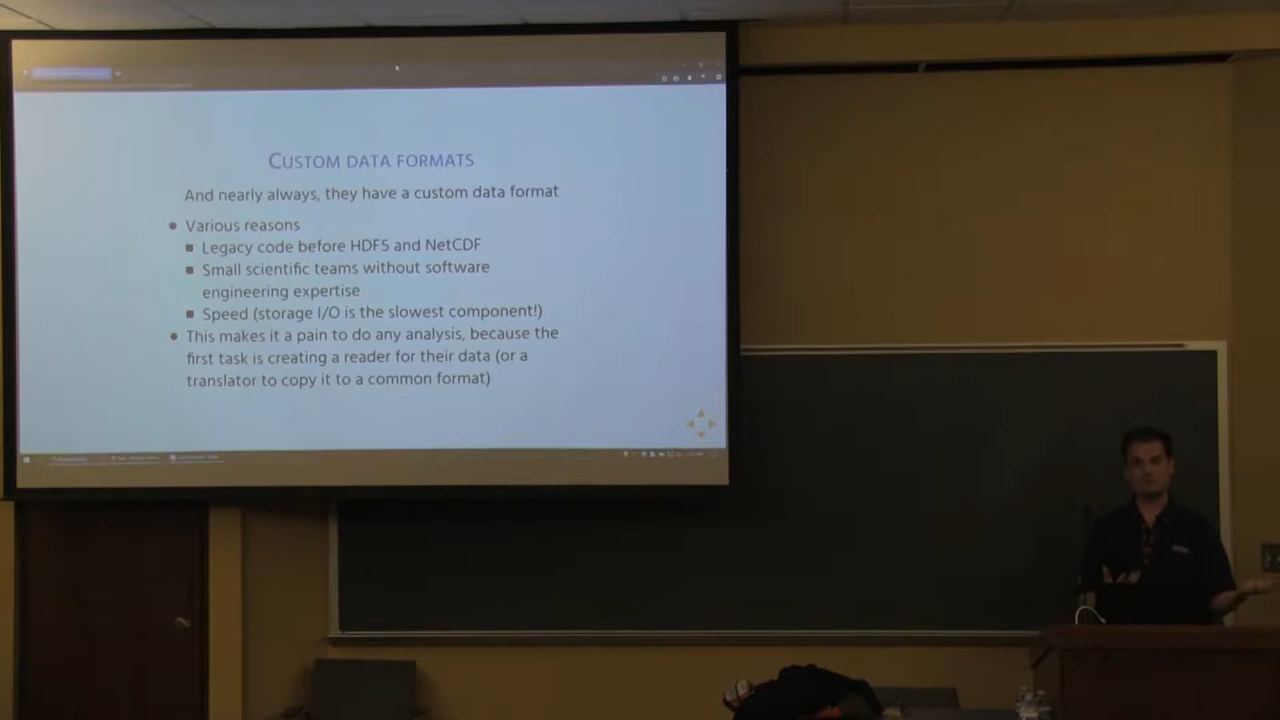 CUSTOM DATA FORMATS
And nearly always, they have a custom data format
• Various reasons
▪ Legacy code before HDF5 and NetCDF
▪ Small scientific teams without software
engineering expertise
▪ Speed (storage I/O is the slowest component!)
• This makes it a pain to do any analysis, because the
first task is creating a reader for their data (or a
translator to copy it to a common format)